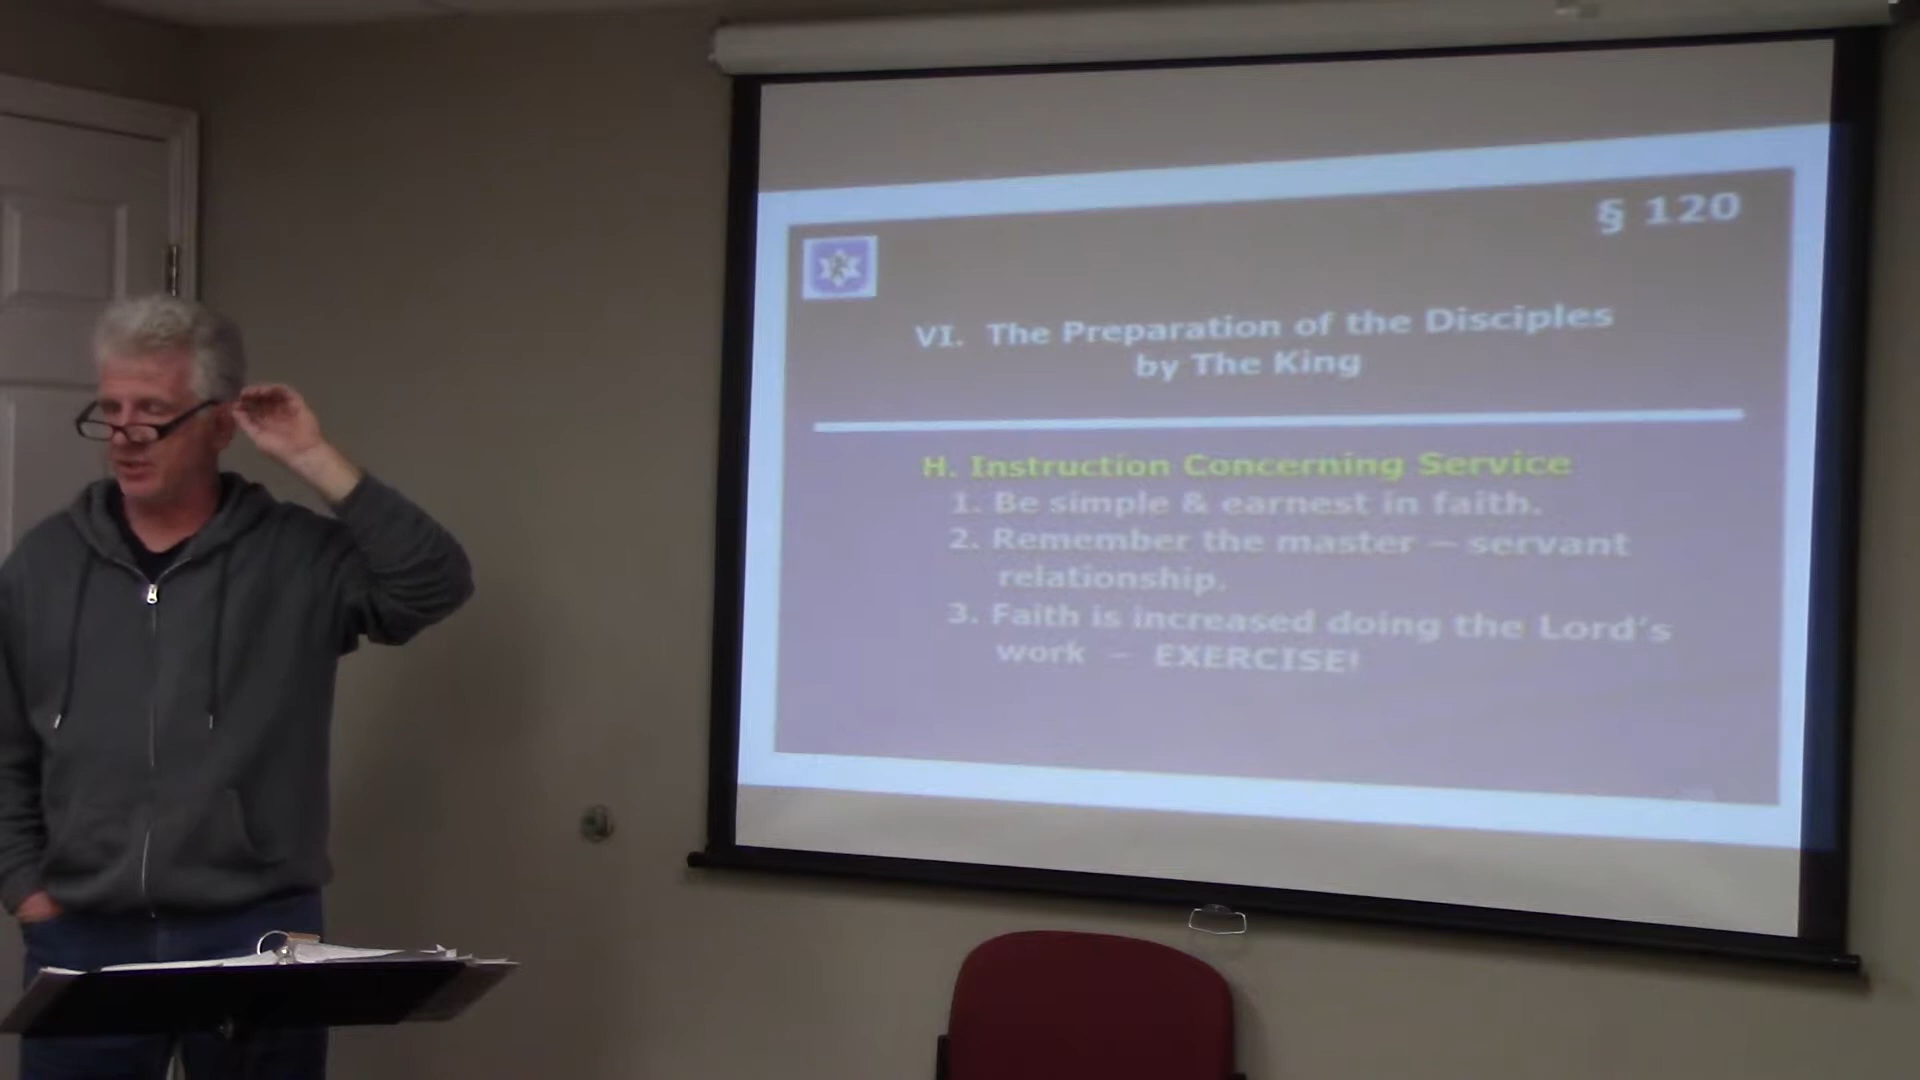 § 120
VI. The Preparation of the Disciples
by The King
H. Instruction Concerning Service
1. Be simple & earnest in faith.
2. Remember the master – servant
relationship.
3. Faith is increased doing the Lord's
work – EXERCISE!